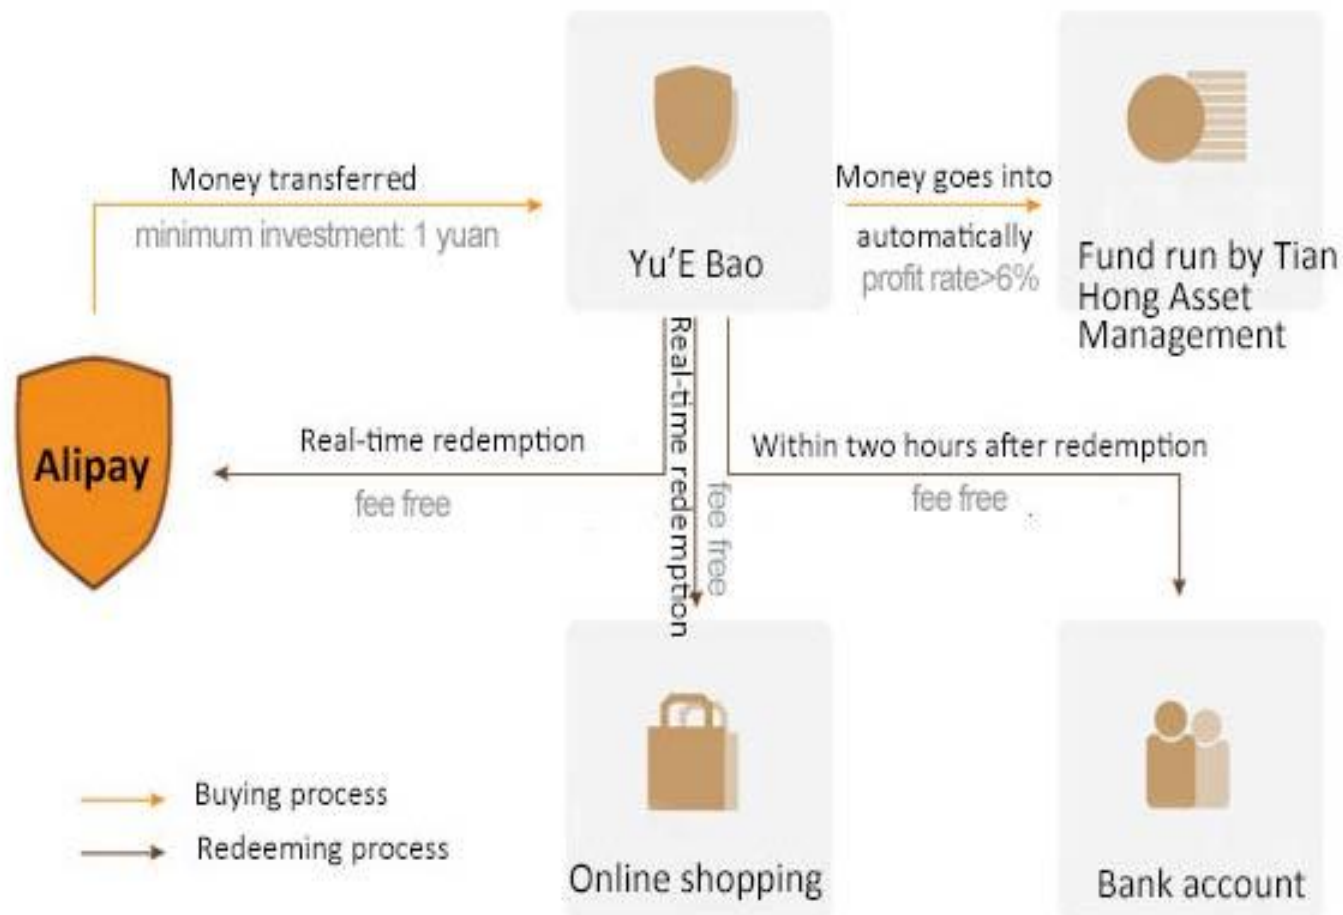 Money transferred
minimum investment: 1 yuan
Yu'E Bao
Money goes into
automatically
profit rate>6%
Fund run by Tian
Hong Asset
Management
Alipay
Real-time redemption
fee free
Real-time redemption
fee free
Within two hours after redemption
fee free
Buying process
Redeeming process
Online shopping
Bank account